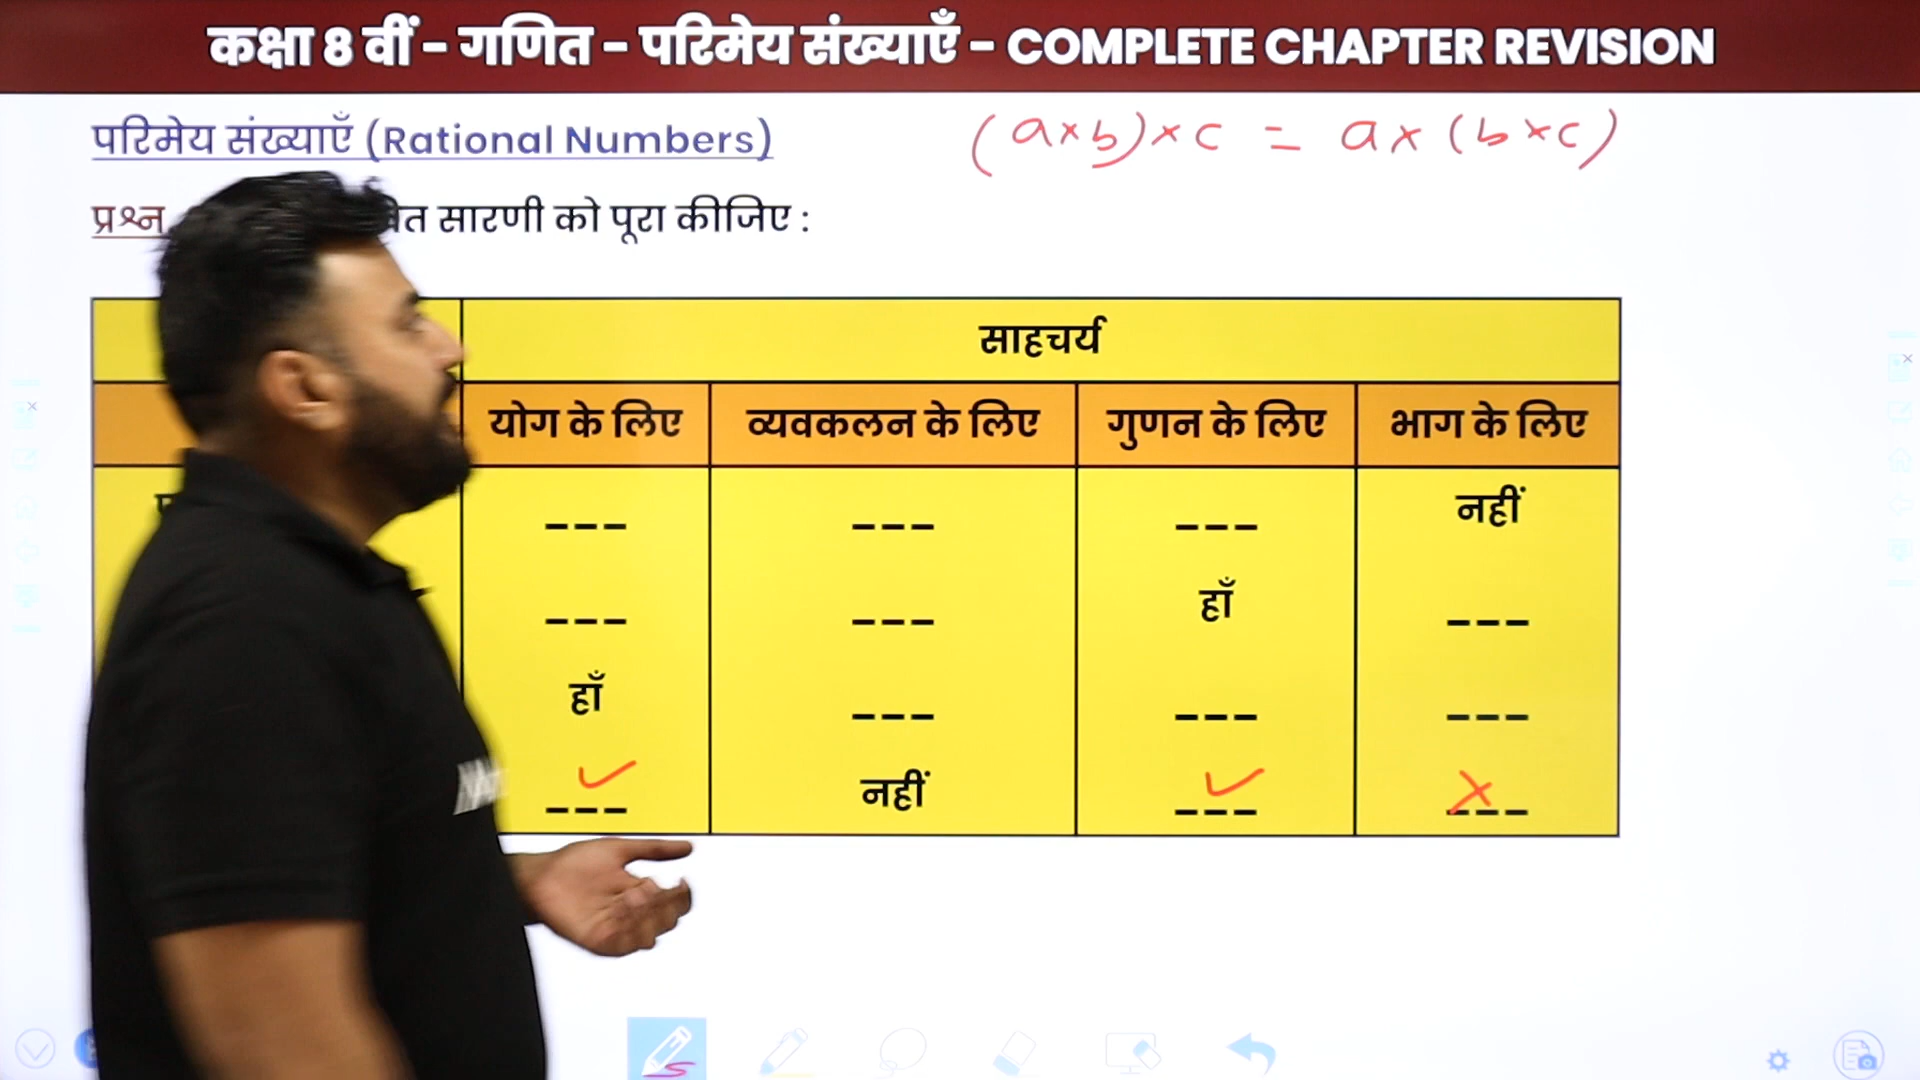 कक्षा 8 वीं - गणित - परिमेय संख्याएँ - COMPLETE CHAPTER REVISION
परिमेय संख्याएँ (Rational Numbers)
(a×b)×c = a×(b×c)
प्रश्न सारणी को पूरा कीजिए :
साहचर्य
योग के लिए व्यवकलन के लिए गुणन के लिए भाग के लिए
--- --- --- नहीं
--- --- हाँ ---
हाँ --- --- ---
--- नहीं --- ---